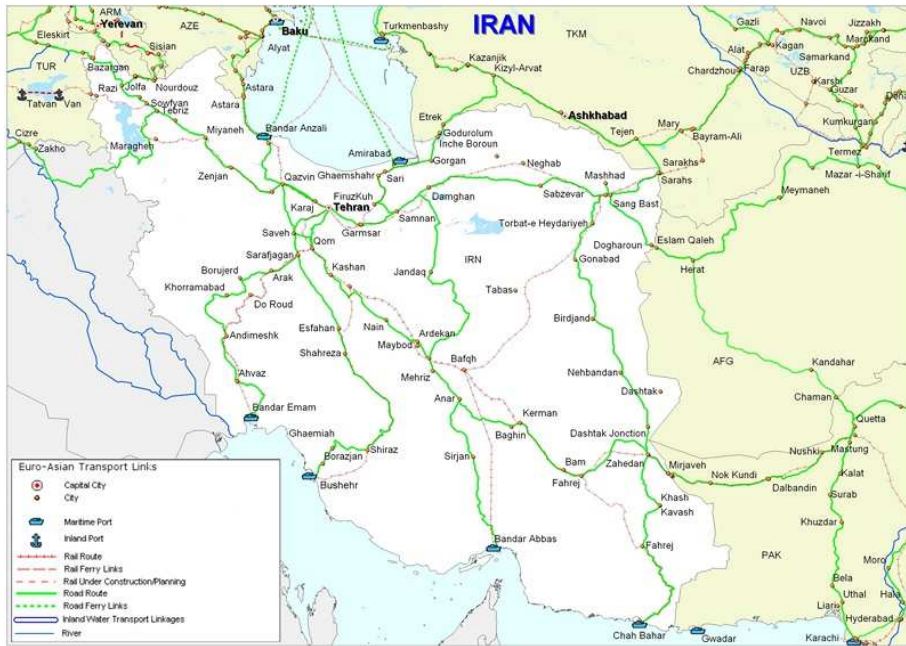 IRAN
ARM
Yerevan
AZE
Eleskirt
Sisian
Alyat
Baku
Turkmenbashy
TKM
Gazli
Navoi
Jizzakh
Kagan
Alat
Samarkand
Kazanjik
Kizyl-Arvat
Chardzhou
Farap
UZB
Karshi
Guzar
TUR
Bazargan
Razi
Jolfa
Nourdouz
Tatvan
Van
Sowfyan
Tebriz
Astara
Astara
Etrek
Ashkhabad
Kumkurgan
Cizre
Zakho
Maragheh
Miyaneh
Bandar Anzali
Godurolum
Inche Boroun
Tejen
Mary
Bayram-Ali
Termez
Mazar -i-Sharif
Amirabad
Gorgan
Neghab
Sarakhs
Sarahs
Meymaneh
Zenjan
Qazvin
Ghaemshahr
Sari
Mashhad
FiruzKuh
Damghan
Sabzevar
Sang Bast
Karaj
Tehran
Samnan
Garmsar
Torbat-e Heydariyeh
Saveh
Qom
Dogharoun
Eslam Qaleh
Sarafjagan
IRN
Gonabad
Herat
Borujerd
Arak
Kashan
Jandaq
Khorramabad
Do Roud
Tabas
Andimeshk
Esfahan
Nain
Ardekan
Birdjand
Maybod
Shahreza
Bafqh
AFG
Kandahar
Ahvaz
Mehriz
Nehbandan
Dashtak
Chaman
Bandar Emam
Anar
Kerman
Quetta
Ghaemiah
Baghin
Dashtak Jonction
Nushki
Mastung
Borazjan
Shiraz
Sirjan
Bam
Zahedan
Mirjaveh
Nok Kundi
Kalat
Fahrej
Dalbandin
Bushehr
Surab
Khash
Kavash
Khuzdar
Bandar Abbas
Fahrej
PAK
Moro
Bela
Uthal
Hala
Liari
Hyderabad
Chah Bahar
Gwadar
Karachi
Euro-Asian Transport Links
Capital City
City
Maritime Port
Inland Port
Rail Route
Rail Ferry Links
Rail Under Construction/Planning
Road Route
Road Ferry Links
Inland Water Transport Linkages
River